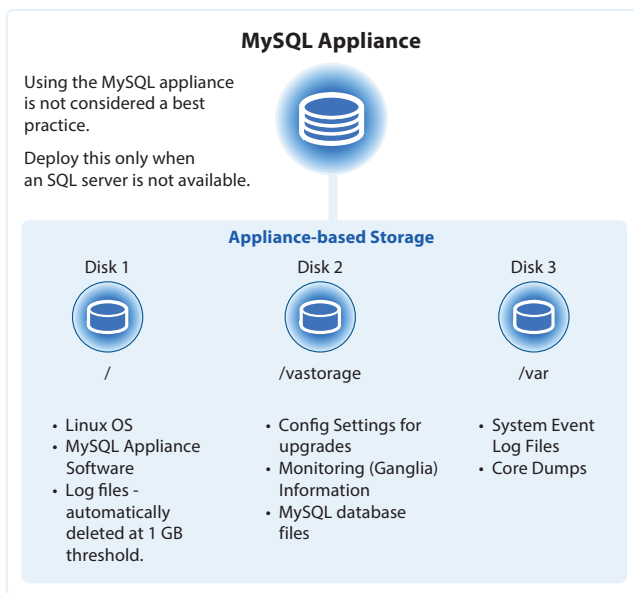 MySQL Appliance
Using the MySQL appliance
is not considered a best
practice.
Deploy this only when
an SQL server is not available.
Appliance-based Storage
Disk 1
/
• Linux OS
• MySQL Appliance
Software
• Log files -
automatically
deleted at 1 GB
threshold.
Disk 2
/vastorage
• Config Settings for
upgrades
• Monitoring (Ganglia)
Information
• MySQL database
files
Disk 3
/var
• System Event
Log Files
• Core Dumps